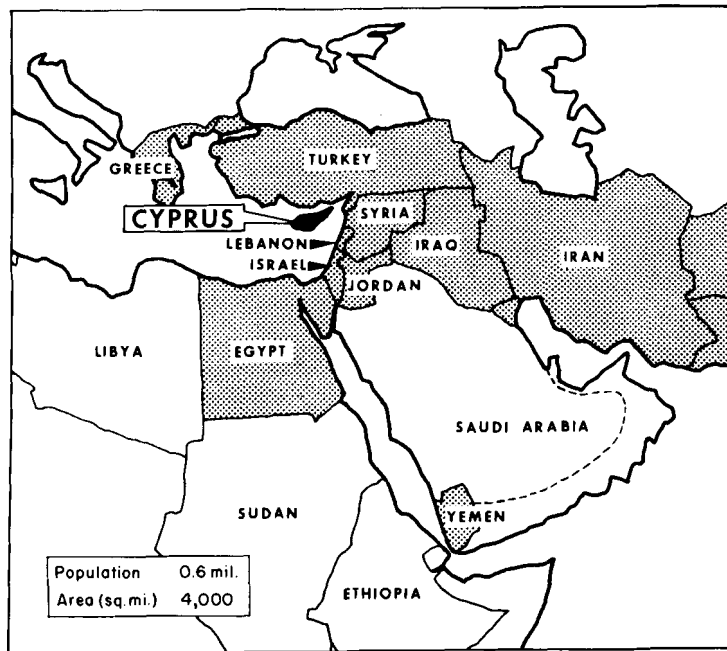 GREECE
TURKEY
CYPRUS
SYRIA
LEBANON
IRAQ
IRAN
ISRAEL
JORDAN
LIBYA
EGYPT
SAUDI ARABIA
SUDAN
YEMEN
Population 0.6 mil.
Area (sq.mi.) 4,000
ETHIOPIA